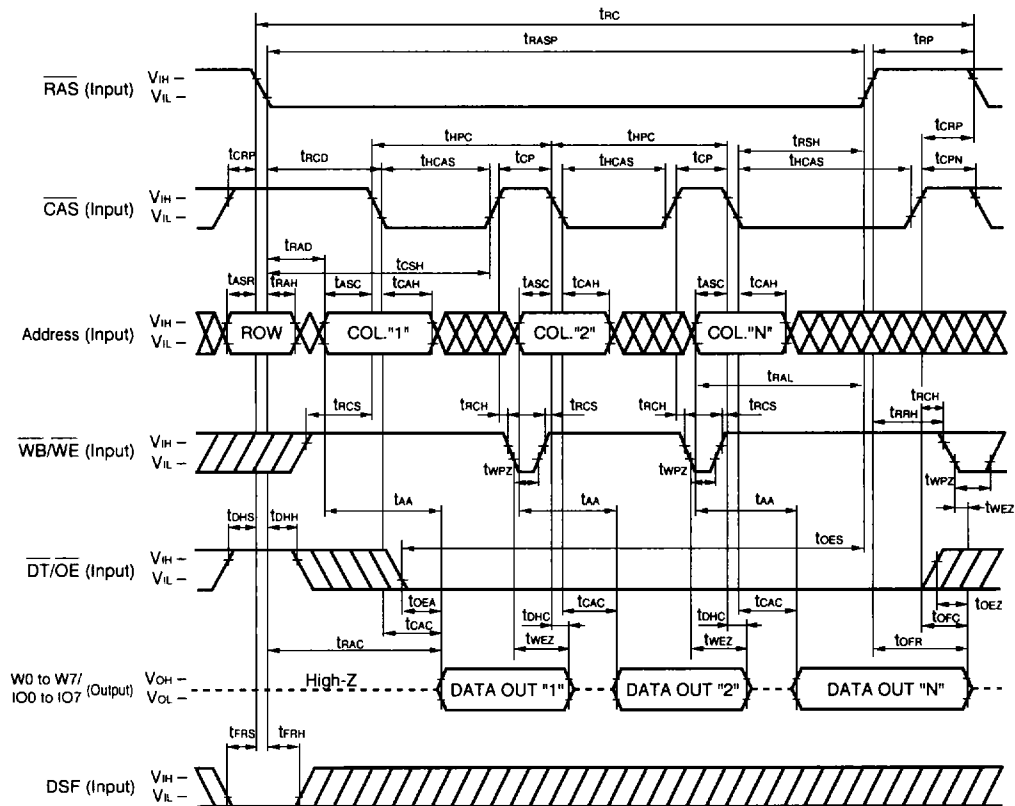 tRC
tRASP tRP
RAS (Input) VIH VIL
tHPC tHPC tRSH tCRP
tCRP tRCD tHCAS tCP tHCAS tCP tHCAS tCPN
CAS (Input) VIH VIL
tRAD tCSH
tASR tRAH tASC tCAH tASC tCAH tASC tCAH
Address (Input) VIH VIL ROW COL."1" COL."2" COL."N"
tRAL
tRCS tRCH tRCS tRCH tRCS tRCH
tRRH
WB/WE (Input) VIH VIL
tWPZ tWPZ tWPZ
tAA tAA tAA tWEZ
tDHS tDHH tOES
DT/OE (Input) VIH VIL
tOEA tCAC tCAC tOEZ
tCAC tDHC tDHC tOFC
tRAC tWEZ tWEZ tOFR
W0 to W7/
IO0 to IO7 (Output) VOH VOL High-Z DATA OUT "1" DATA OUT "2" DATA OUT "N"
tFRS tFRH
DSF (Input) VIH VIL